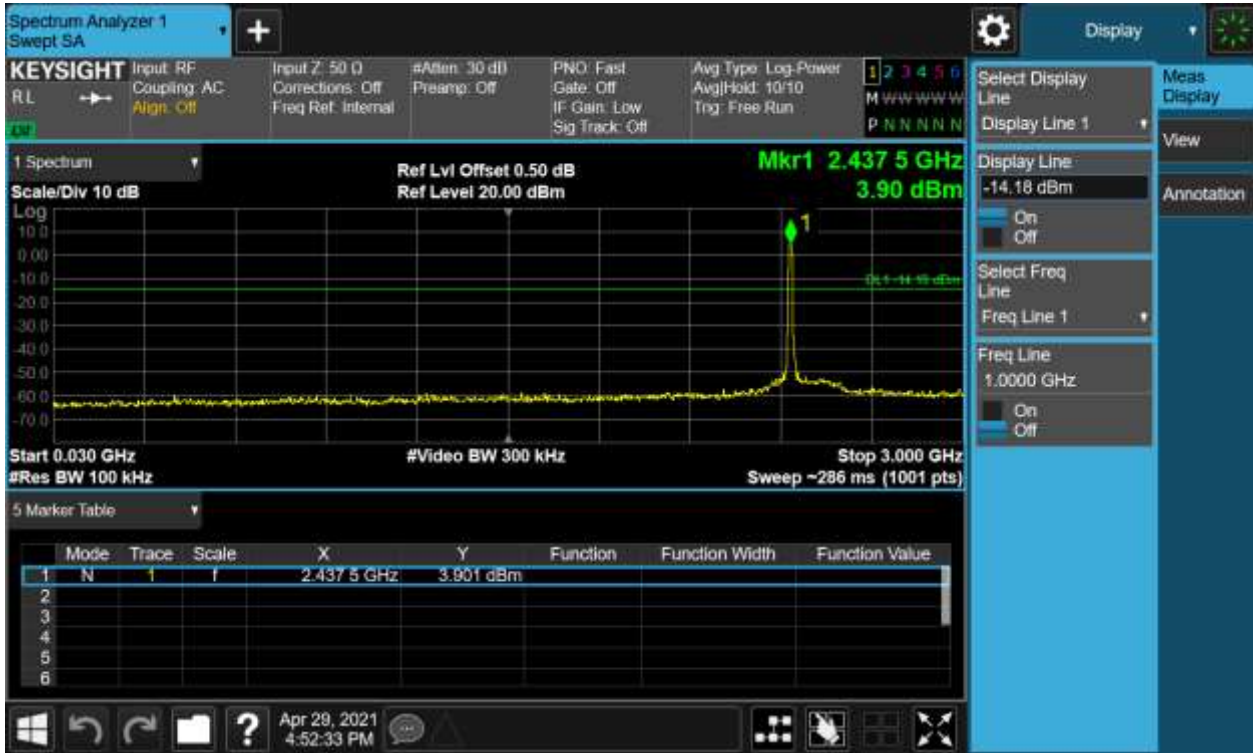 Spectrum Analyzer 1
Swept SA
+
Display
KEYSIGHT
RL
Input: RF
Coupling: AC
Align: Off
Input Z: 50 Ω
Corrections: Off
Freq Ref: Internal
#Atten: 30 dB
Preamp: Off
PNO: Fast
Gate: Off
IF Gain: Low
Sig Track: Off
Avg Type: Log-Power
Avg|Hold: 10/10
Trig: Free Run
1 2 3 4 5 6
M W W W W W
P N N N N N
1 Spectrum
Scale/Div 10 dB
Ref Lvl Offset 0.50 dB
Ref Level 20.00 dBm
Mkr1 2.437 5 GHz
3.90 dBm
Log
10.0
0.00
-10.0
-20.0
-30.0
-40.0
-50.0
-60.0
-70.0
1
DL1 -14.18 dBm
Start 0.030 GHz
#Res BW 100 kHz
#Video BW 300 kHz
Stop 3.000 GHz
Sweep ~286 ms (1001 pts)
5 Marker Table
Mode Trace Scale X Y Function Function Width Function Value
1 N 1 f 2.437 5 GHz 3.901 dBm
2
3
4
5
6
Select Display
Line
Display Line 1
Display Line
-14.18 dBm
On
Off
Select Freq
Line
Freq Line 1
Freq Line
1.0000 GHz
On
Off
Meas
Display
View
Annotation
?
Apr 29, 2021
4:52:33 PM